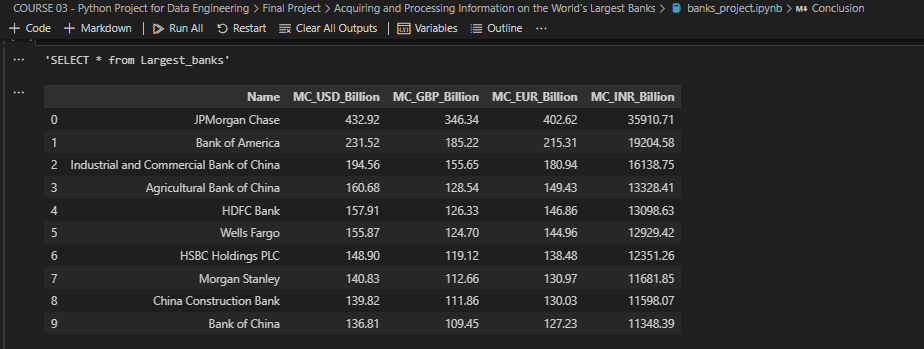 COURSE 03 - Python Project for Data Engineering > Final Project > Acquiring and Processing Information on the World's Largest Banks > banks_project.ipynb > M↓ Conclusion
+ Code + Markdown | Run All Restart Clear All Outputs | Variables Outline ...
... 'SELECT * from Largest_banks'
...
Name MC_USD_Billion MC_GBP_Billion MC_EUR_Billion MC_INR_Billion
0 JPMorgan Chase 432.92 346.34 402.62 35910.71
1 Bank of America 231.52 185.22 215.31 19204.58
2 Industrial and Commercial Bank of China 194.56 155.65 180.94 16138.75
3 Agricultural Bank of China 160.68 128.54 149.43 13328.41
4 HDFC Bank 157.91 126.33 146.86 13098.63
5 Wells Fargo 155.87 124.70 144.96 12929.42
6 HSBC Holdings PLC 148.90 119.12 138.48 12351.26
7 Morgan Stanley 140.83 112.66 130.97 11681.85
8 China Construction Bank 139.82 111.86 130.03 11598.07
9 Bank of China 136.81 109.45 127.23 11348.39